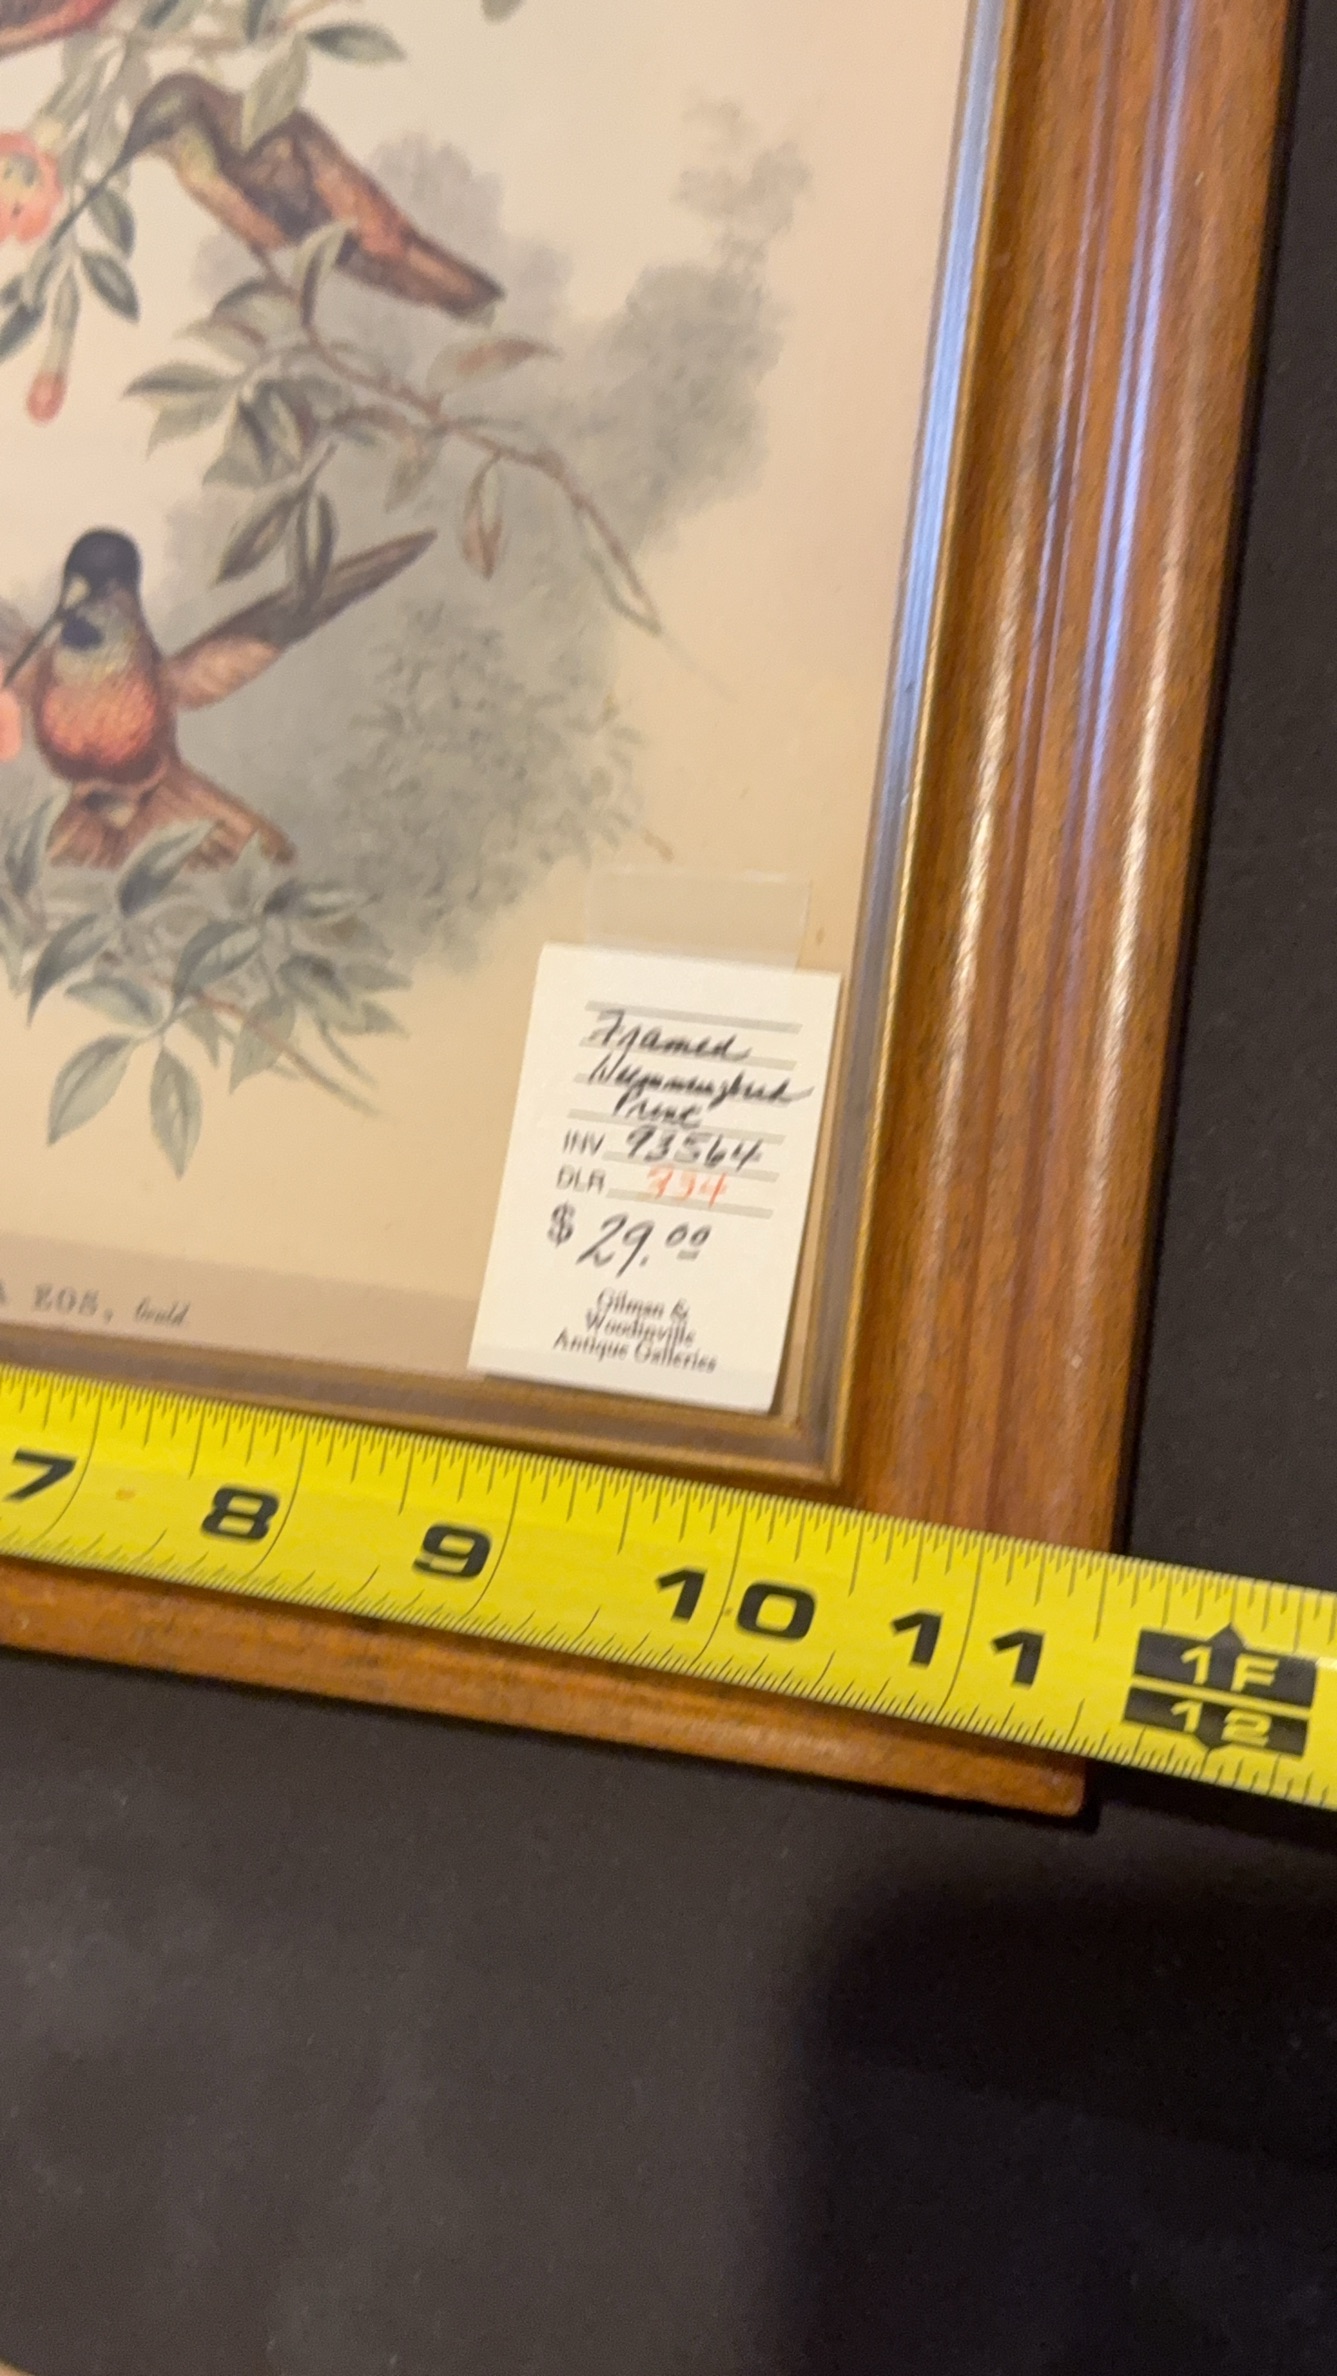 Framed
Hummingbird
Print
INV 93564
DLR 334
$ 29.00
Gilman &
Woodinville
Antique Galleries
EOS, Gould
7 8 9 10 11 1F
12